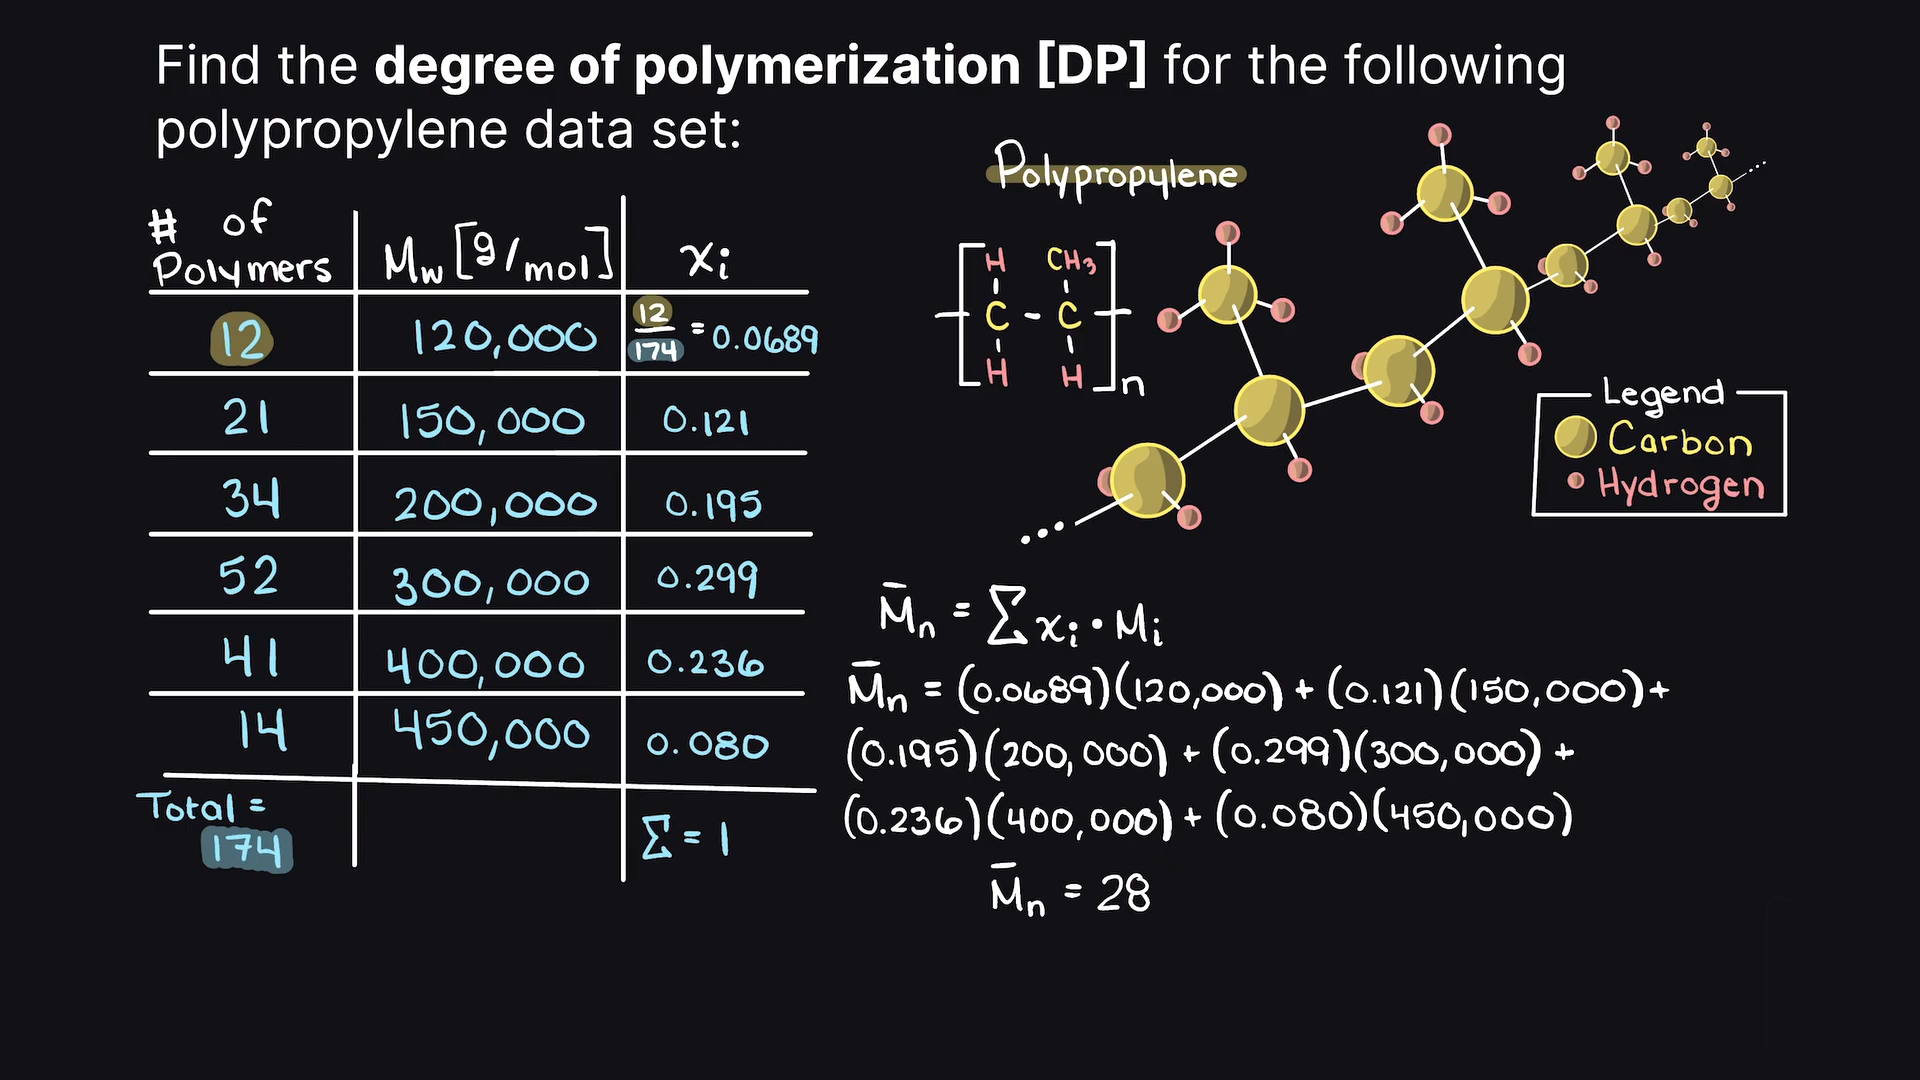 Find the degree of polymerization [DP] for the following
polypropylene data set:
# of Polymers Mw [g/mol] xi
12 120,000 12/174 = 0.0689
21 150,000 0.121
34 200,000 0.195
52 300,000 0.299
41 400,000 0.236
14 450,000 0.080
Total = 174 Σ = 1
Polypropylene
H CH3
C - C
H H n
Legend
Carbon
Hydrogen
M̄n = Σ xi · Mi
M̄n = (0.0689)(120,000) + (0.121)(150,000) +
(0.195)(200,000) + (0.299)(300,000) +
(0.236)(400,000) + (0.080)(450,000)
M̄n = 28